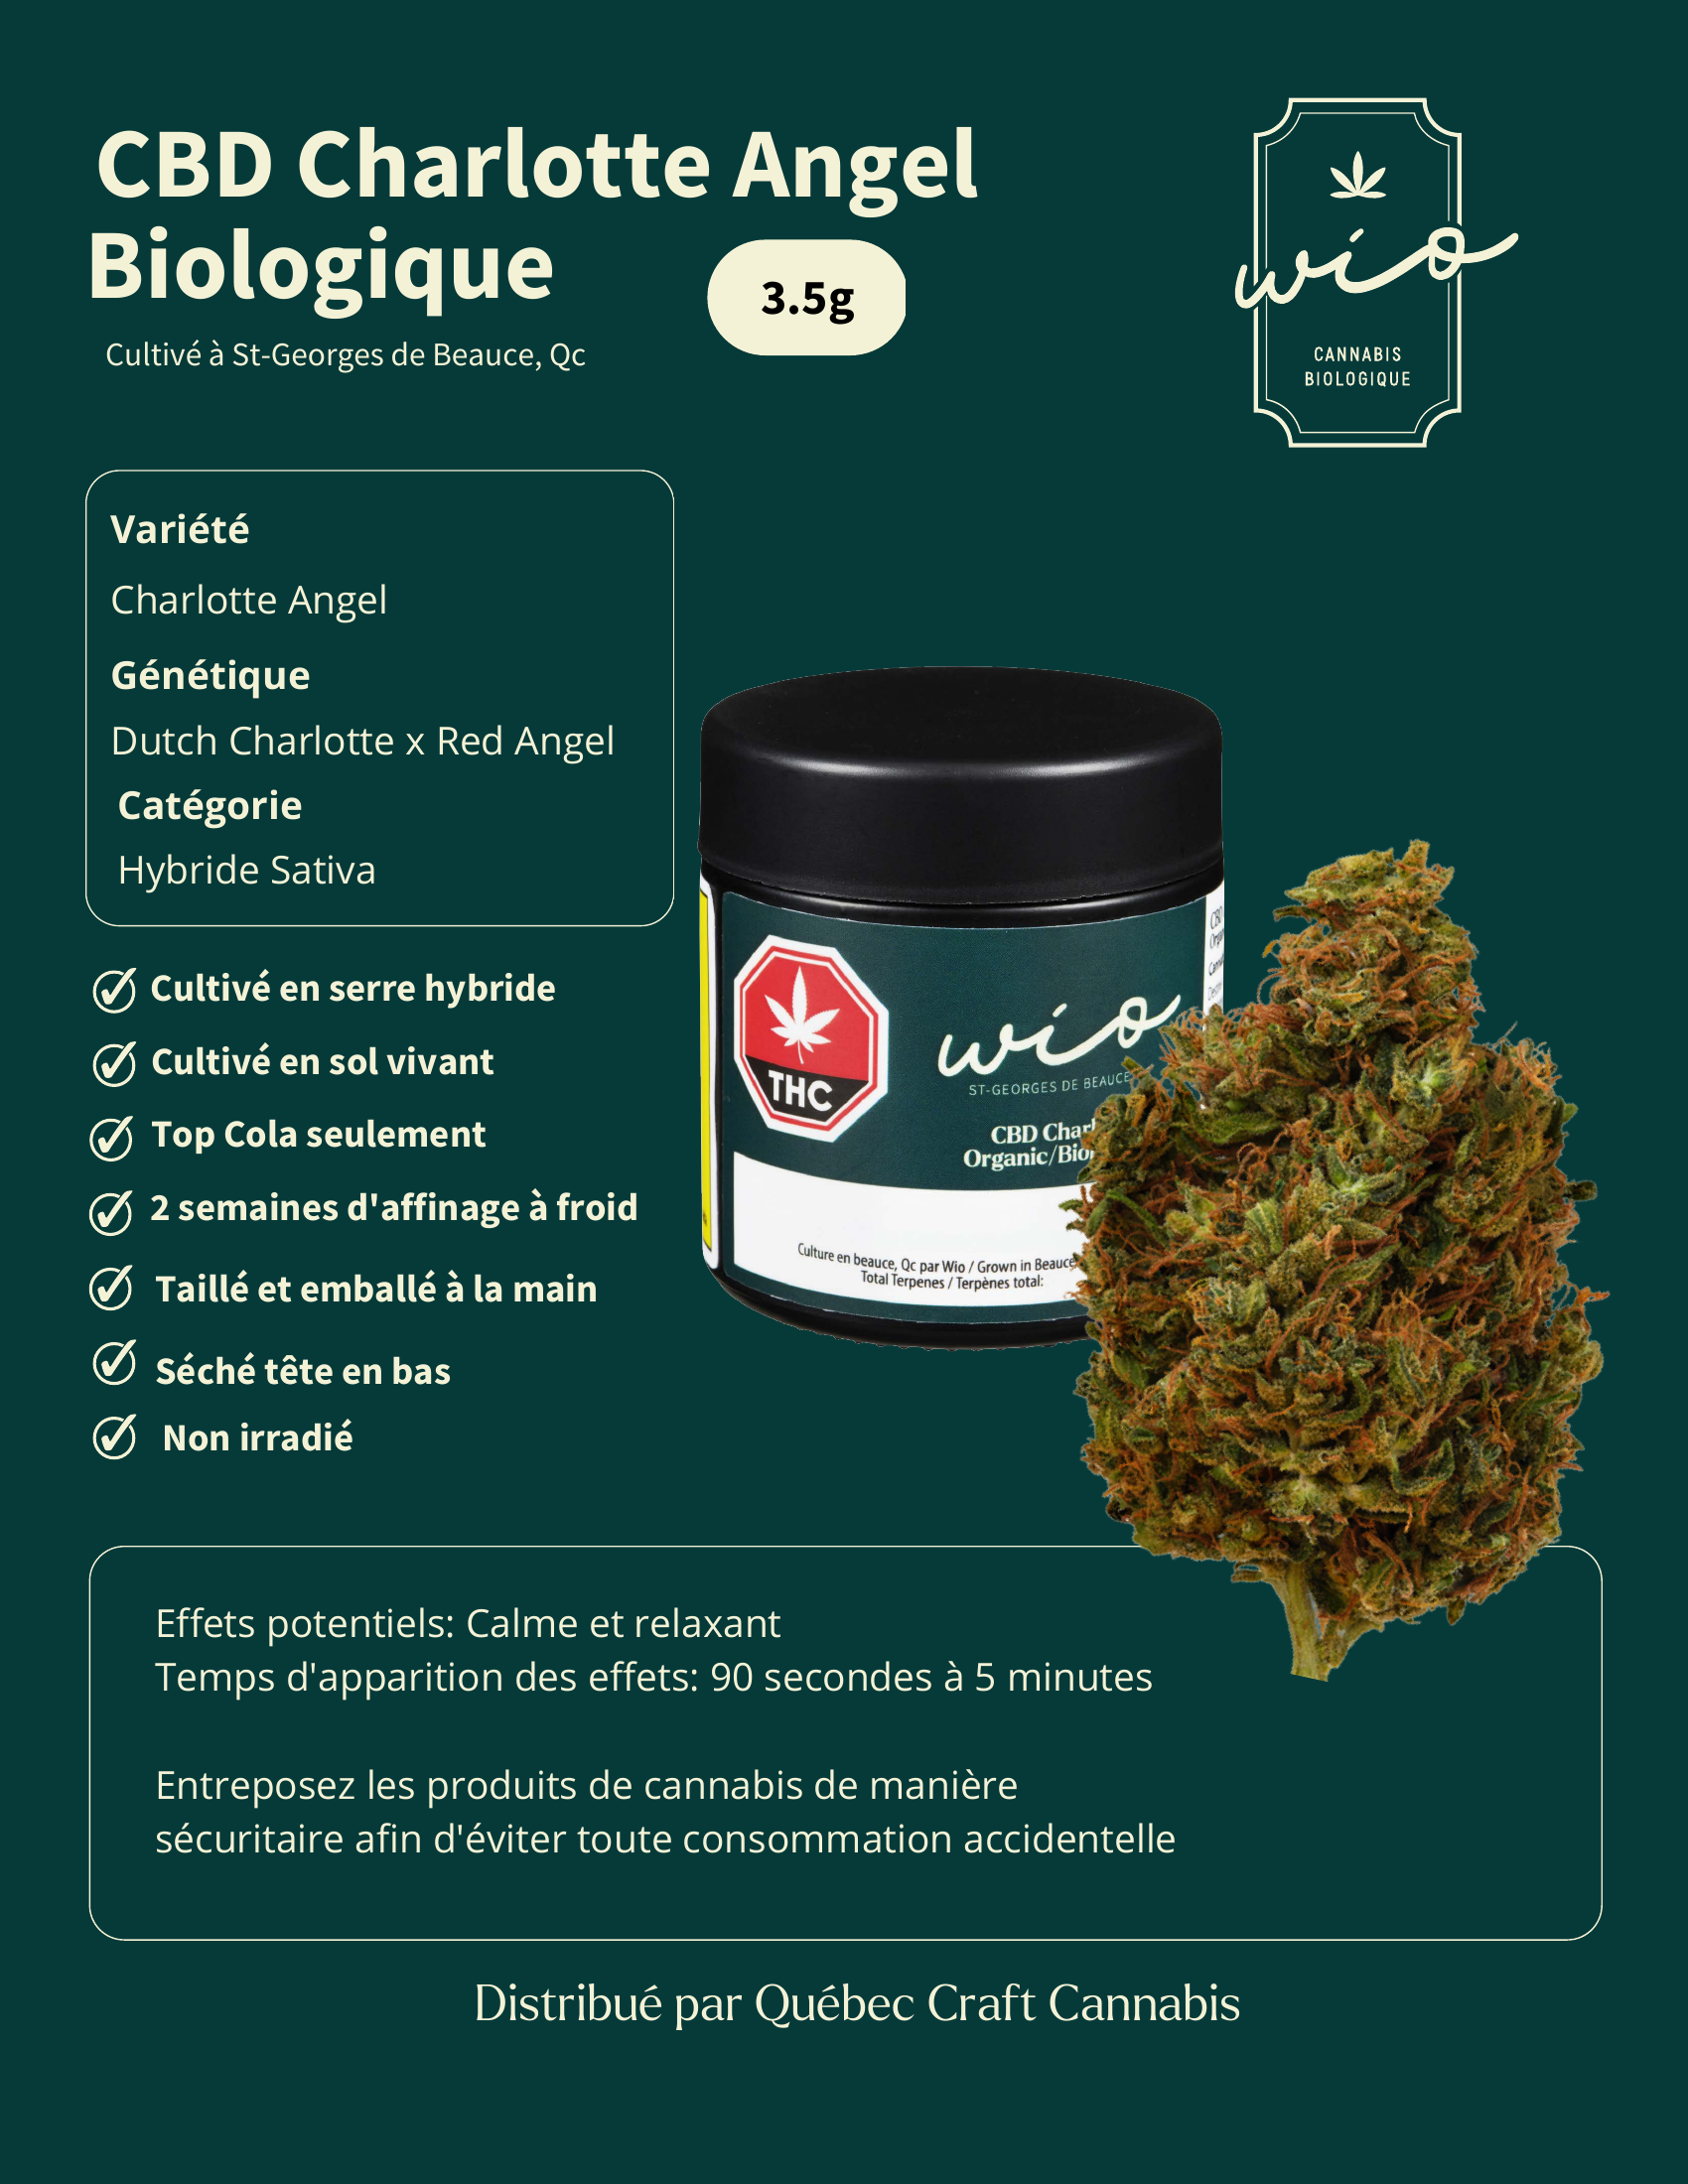 CBD Charlotte Angel
Biologique
3.5g
Cultivé à St-Georges de Beauce, Qc
wio
CANNABIS
BIOLOGIQUE
Variété
Charlotte Angel
Génétique
Dutch Charlotte x Red Angel
Catégorie
Hybride Sativa
Cultivé en serre hybride
Cultivé en sol vivant
Top Cola seulement
2 semaines d'affinage à froid
Taillé et emballé à la main
Séché tête en bas
Non irradié
THC
wio
ST-GEORGES DE BEAUCE
CBD
Organic/
Culture en beauce, Qc par Wio / Grown in Beauce
Total Terpenes / Terpènes total:
Effets potentiels: Calme et relaxant
Temps d'apparition des effets: 90 secondes à 5 minutes
Entreposez les produits de cannabis de manière
sécuritaire afin d'éviter toute consommation accidentelle
Distribué par Québec Craft Cannabis